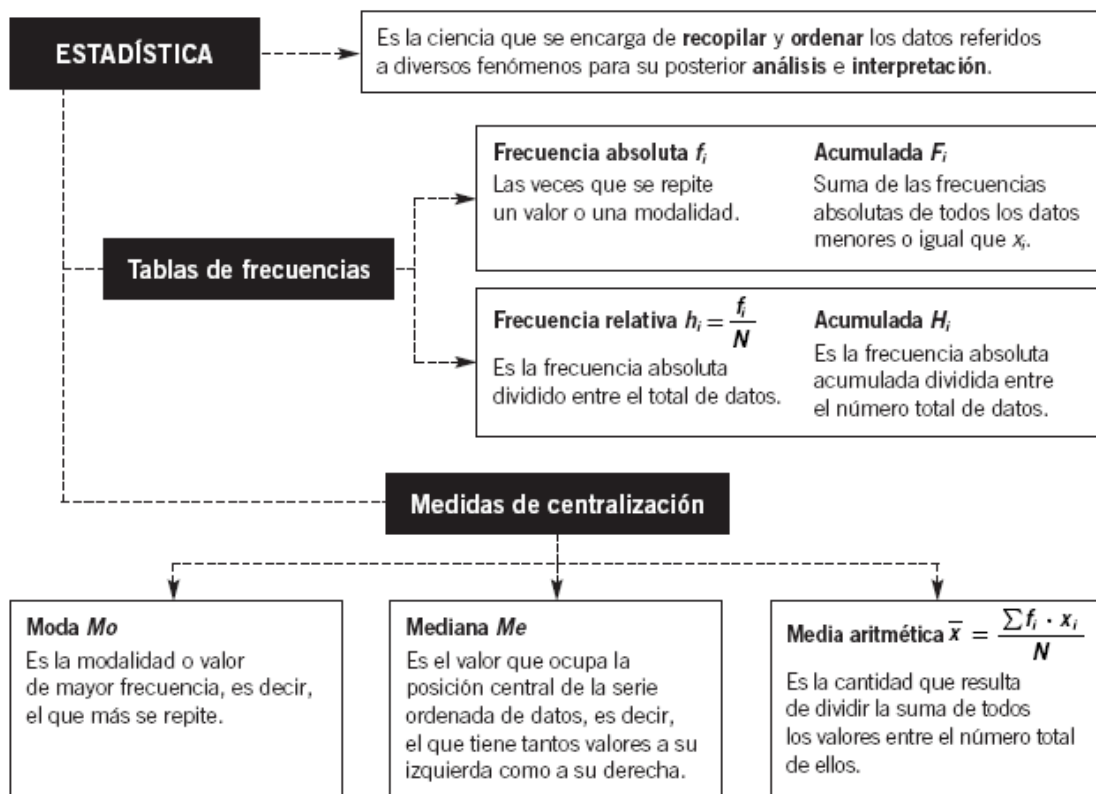 ESTADÍSTICA
Es la ciencia que se encarga de recopilar y ordenar los datos referidos
a diversos fenómenos para su posterior análisis e interpretación.
Tablas de frecuencias
Frecuencia absoluta fᵢ
Las veces que se repite
un valor o una modalidad.
Acumulada Fᵢ
Suma de las frecuencias
absolutas de todos los datos
menores o igual que xᵢ.
Frecuencia relativa hᵢ = fᵢ / N
Es la frecuencia absoluta
dividido entre el total de datos.
Acumulada Hᵢ
Es la frecuencia absoluta
acumulada dividida entre
el número total de datos.
Medidas de centralización
Moda Mo
Es la modalidad o valor
de mayor frecuencia, es decir,
el que más se repite.
Mediana Me
Es el valor que ocupa la
posición central de la serie
ordenada de datos, es decir,
el que tiene tantos valores a su
izquierda como a su derecha.
Media aritmética x̄ = ∑ fᵢ · xᵢ / N
Es la cantidad que resulta
de dividir la suma de todos
los valores entre el número total
de ellos.